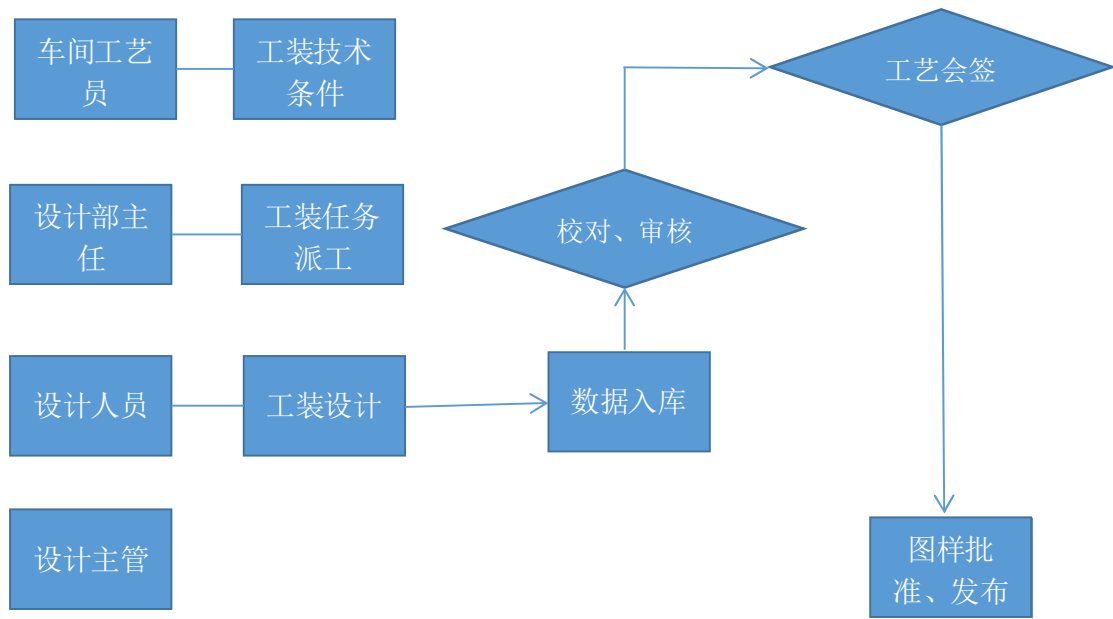 车间工艺
员
工装技术
条件
工艺会签
设计部主
任
工装任务
派工
校对、审核
设计人员
工装设计
数据入库
设计主管
图样批
准、发布